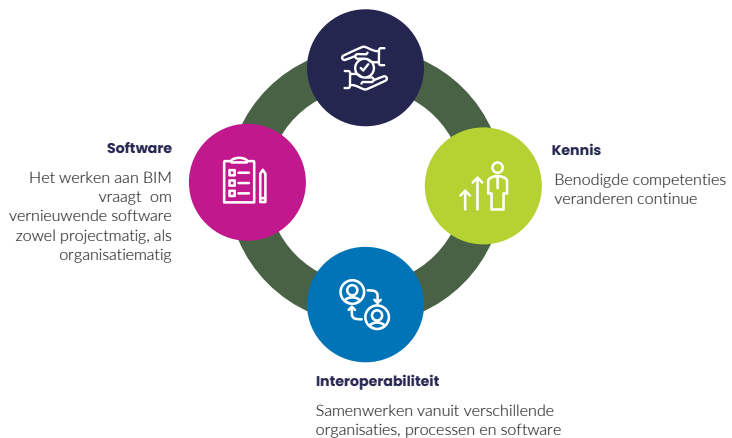 Software
Het werken aan BIM
vraagt om
vernieuwende software
zowel projectmatig, als
organisatiematig
Kennis
Benodigde competenties
veranderen continue
Interoperabiliteit
Samenwerken vanuit verschillende
organisaties, processen en software